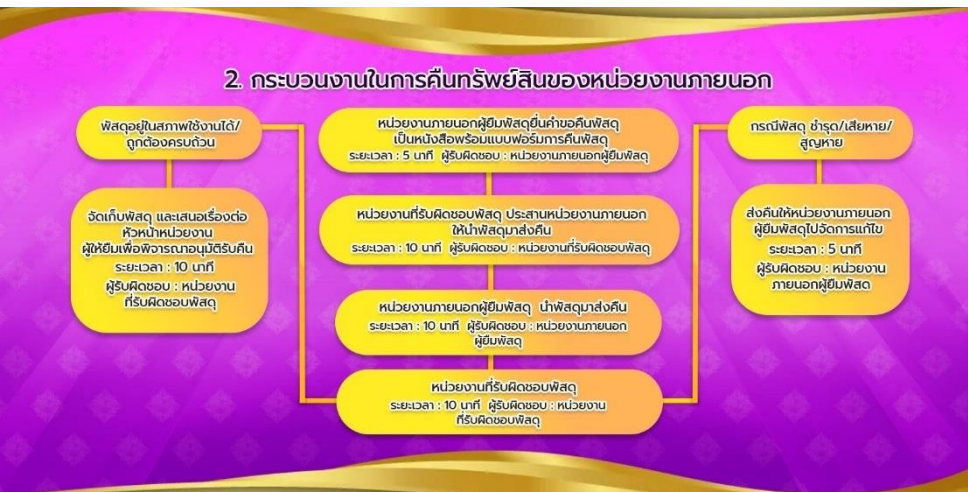 2. กระบวนงานในการคืนทรัพย์สินของหน่วยงานภายนอก
พัสดุอยู่ในสภาพใช้งานได้/
ถูกต้องครบถ้วน
จัดเก็บพัสดุ และเสนอเรื่องต่อ
หัวหน้าหน่วยงาน
ผู้ให้ยืมเพื่อพิจารณาอนุมัติรับคืน
ระยะเวลา : 10 นาที
ผู้รับผิดชอบ : หน่วยงาน
ที่รับผิดชอบพัสดุ
หน่วยงานภายนอกผู้ยืมพัสดุยื่นคำขอคืนพัสดุ
เป็นหนังสือพร้อมแบบฟอร์มการคืนพัสดุ
ระยะเวลา : 5 นาที ผู้รับผิดชอบ : หน่วยงานภายนอกผู้ยืมพัสดุ
หน่วยงานที่รับผิดชอบพัสดุ ประสานหน่วยงานภายนอก
ให้นำพัสดุมาส่งคืน
ระยะเวลา : 10 นาที ผู้รับผิดชอบ : หน่วยงานที่รับผิดชอบพัสดุ
หน่วยงานภายนอกผู้ยืมพัสดุ นำพัสดุมาส่งคืน
ระยะเวลา : 10 นาที ผู้รับผิดชอบ : หน่วยงานภายนอก
ผู้ยืมพัสดุ
หน่วยงานที่รับผิดชอบพัสดุ
ระยะเวลา : 10 นาที ผู้รับผิดชอบ : หน่วยงาน
ที่รับผิดชอบพัสดุ
กรณีพัสดุ ชำรุด/เสียหาย/
สูญหาย
ส่งคืนให้หน่วยงานภายนอก
ผู้ยืมพัสดุไปจัดการแก้ไข
ระยะเวลา : 5 นาที
ผู้รับผิดชอบ : หน่วยงาน
ภายนอกผู้ยืมพัสด